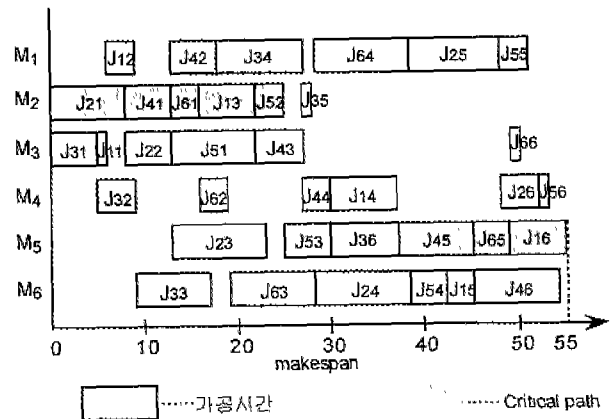 M1 J12 J42 J34 J64 J25 J55
M2 J21 J41 J61 J13 J52 J35
M3 J31 J11 J22 J51 J43 J66
M4 J32 J62 J44 J14 J26 J56
M5 J23 J53 J36 J45 J65 J16
M6 J33 J63 J24 J54 J15 J46
0 10 20 30 40 50 55
makespan
가공시간 Critical path